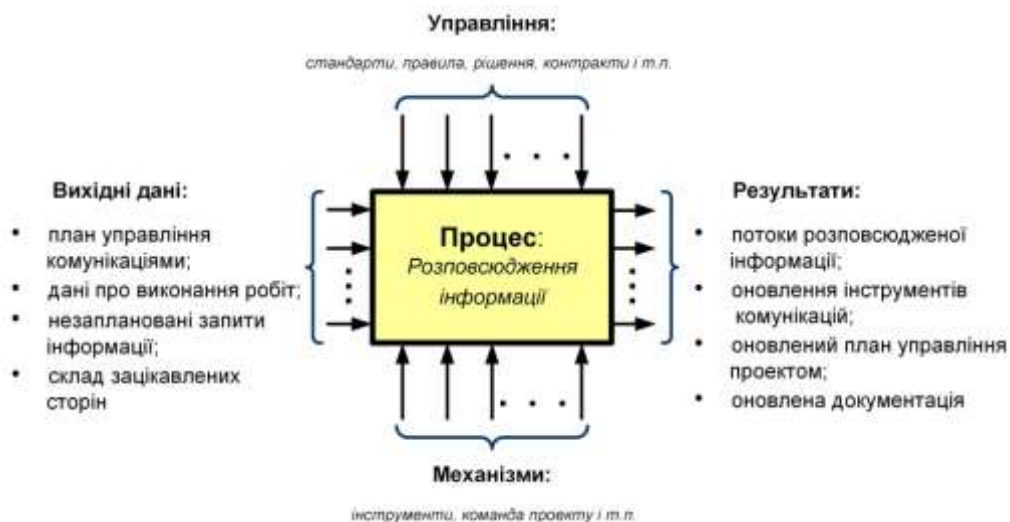 Управління:
стандарти, правила, рішення, контракти і т.п.
Вихідні дані:
• план управління
комунікаціями;
• дані про виконання робіт;
• незаплановані запити
інформації;
• склад зацікавлених
сторін
Процес:
Розповсюдження
інформації
Результати:
• потоки розповсюдженої
інформації;
• оновлення інструментів
комунікацій;
• оновлений план управління
проектом;
• оновлена документація
Механізми:
інструменти, команда проекту і т.п.